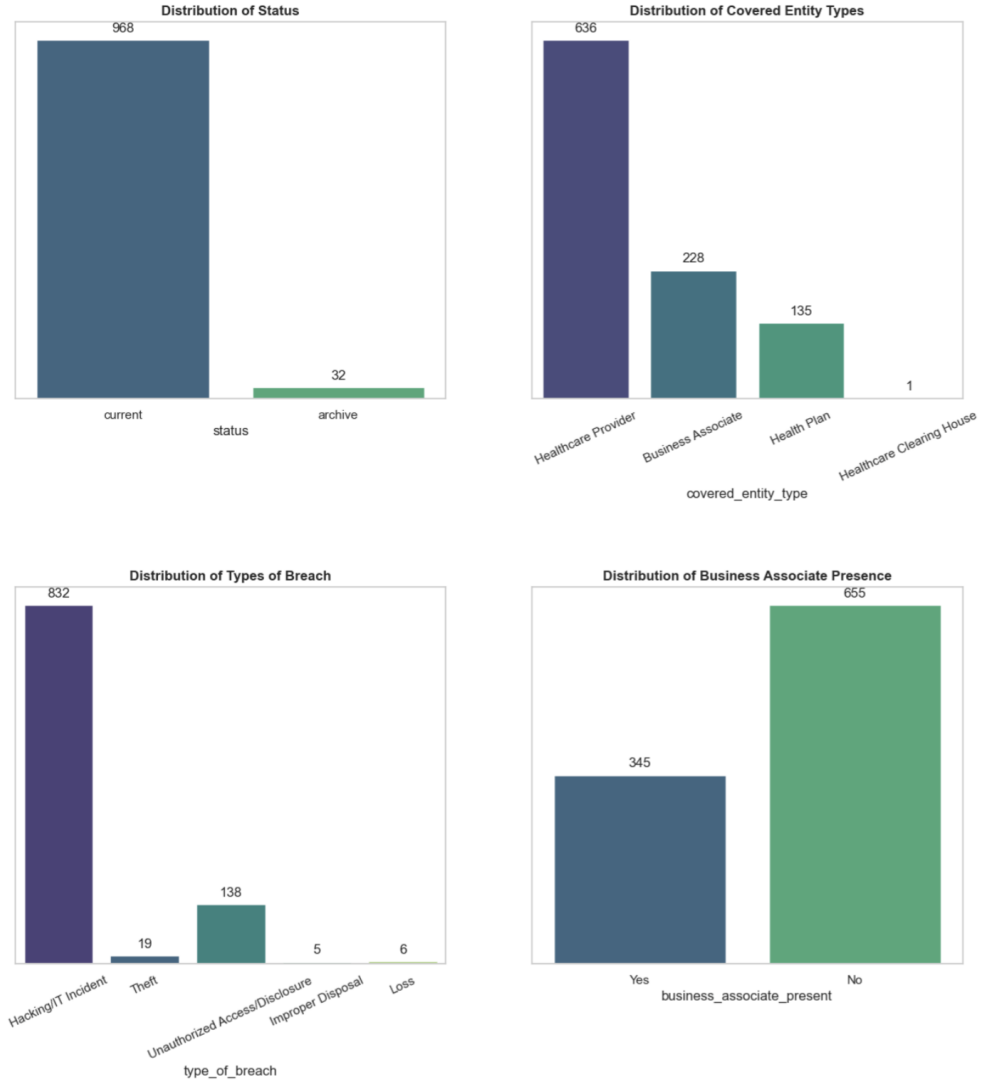 Distribution of Status
968
32
current
archive
status
Distribution of Covered Entity Types
636
228
135
1
Healthcare Provider
Business Associate
Health Plan
Healthcare Clearing House
covered_entity_type
Distribution of Types of Breach
832
19
138
5
6
Hacking/IT Incident
Theft
Unauthorized Access/Disclosure
Improper Disposal
Loss
type_of_breach
Distribution of Business Associate Presence
345
655
Yes
No
business_associate_present